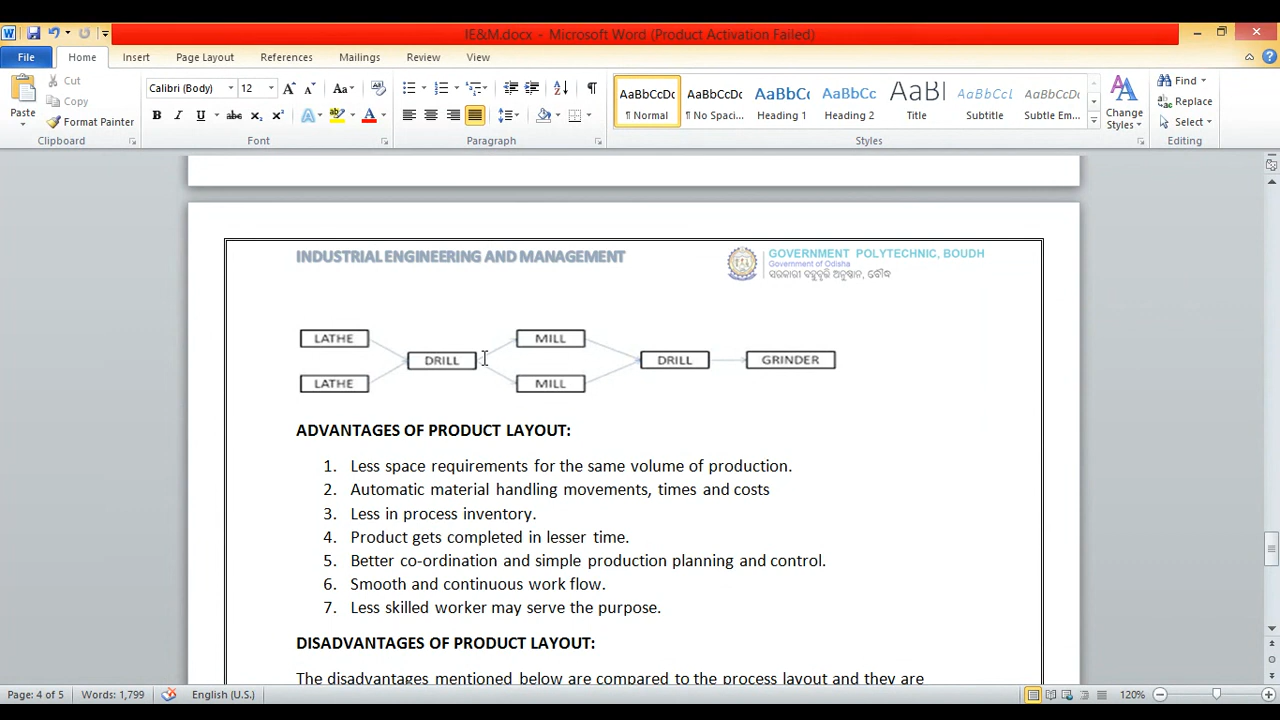 IE&M.docx - Microsoft Word (Product Activation Failed)
File Home Insert Page Layout References Mailings Review View
Paste
Cut
Copy
Format Painter
Clipboard
Calibri (Body) 12
Font
Paragraph
AaBbCcDc AaBbCcDc AaBbCc AaBbCc AaBl AaBbCcl AaBbCcDc
¶ Normal ¶ No Spaci... Heading 1 Heading 2 Title Subtitle Subtle Em...
Change Styles
Styles
Find
Replace
Select
Editing
INDUSTRIAL ENGINEERING AND MANAGEMENT
GOVERNMENT POLYTECHNIC, BOUDH
Government of Odisha
ସରକାରୀ ବହୁବୃତ୍ତି ଅନୁଷ୍ଠାନ, ବୌଦ୍ଧ
LATHE MILL
DRILL DRILL GRINDER
LATHE MILL
ADVANTAGES OF PRODUCT LAYOUT:
1. Less space requirements for the same volume of production.
2. Automatic material handling movements, times and costs
3. Less in process inventory.
4. Product gets completed in lesser time.
5. Better co-ordination and simple production planning and control.
6. Smooth and continuous work flow.
7. Less skilled worker may serve the purpose.
DISADVANTAGES OF PRODUCT LAYOUT:
The disadvantages mentioned below are compared to the process layout and they are
Page: 4 of 5 Words: 1,799 English (U.S.) 120%